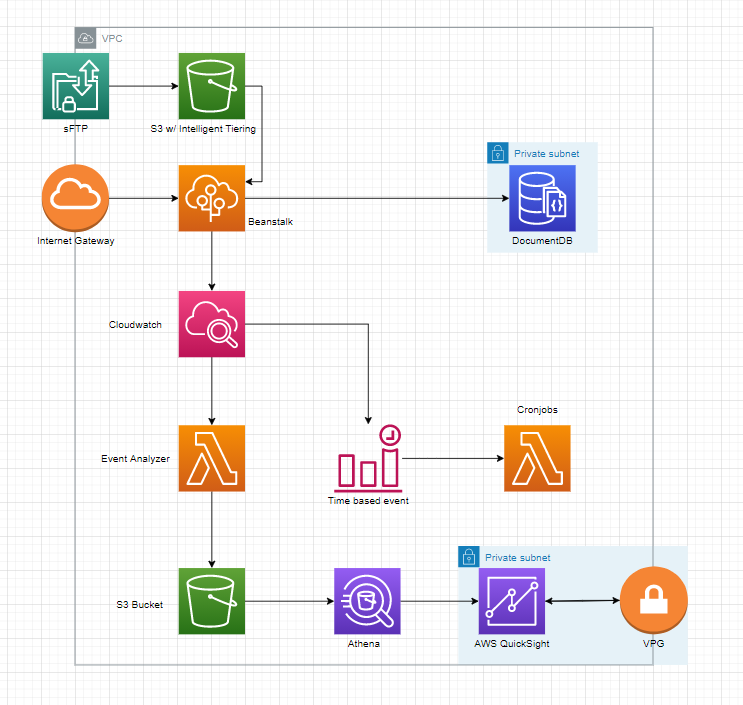 VPC
sFTP
S3 w/ Intelligent Tiering
Private subnet
Internet Gateway
Beanstalk
DocumentDB
Cloudwatch
Cronjobs
Event Analyzer
Time based event
Private subnet
S3 Bucket
Athena
AWS QuickSight
VPG